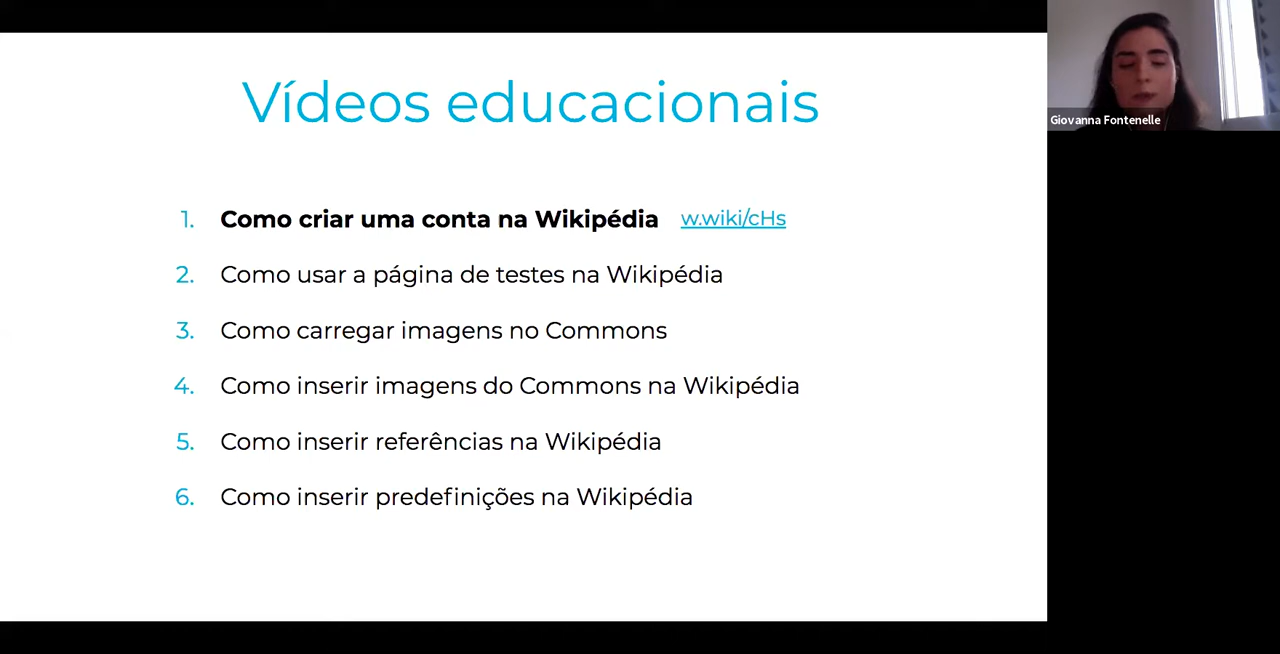 Vídeos educacionais
1. Como criar uma conta na Wikipédia w.wiki/cHs
2. Como usar a página de testes na Wikipédia
3. Como carregar imagens no Commons
4. Como inserir imagens do Commons na Wikipédia
5. Como inserir referências na Wikipédia
6. Como inserir predefinições na Wikipédia
Giovanna Fontenelle